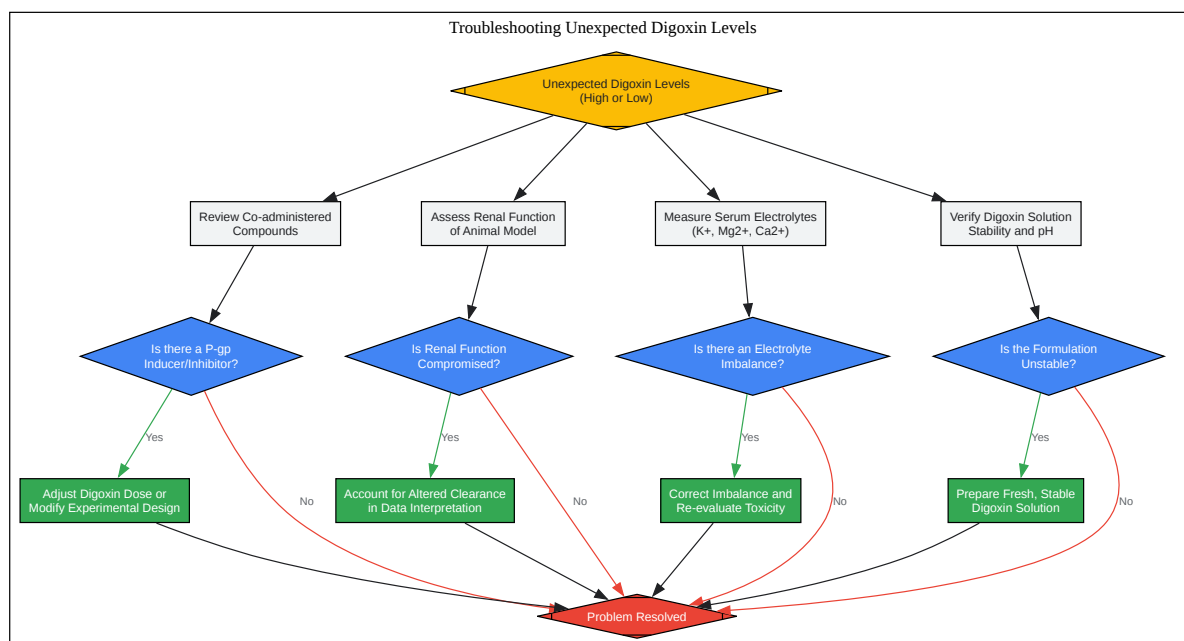 Troubleshooting Unexpected Digoxin Levels
Unexpected Digoxin Levels
(High or Low)
Review Co-administered
Compounds
Assess Renal Function
of Animal Model
Measure Serum Electrolytes
(K+, Mg2+, Ca2+)
Verify Digoxin Solution
Stability and pH
Is there a P-gp
Inducer/Inhibitor?
Is Renal Function
Compromised?
Is there an Electrolyte
Imbalance?
Is the Formulation
Unstable?
Yes
Yes
Yes
Yes
Adjust Digoxin Dose or
Modify Experimental Design
No
Account for Altered Clearance
in Data Interpretation
No
Correct Imbalance and
Re-evaluate Toxicity
No
Prepare Fresh, Stable
Digoxin Solution
No
Problem Resolved